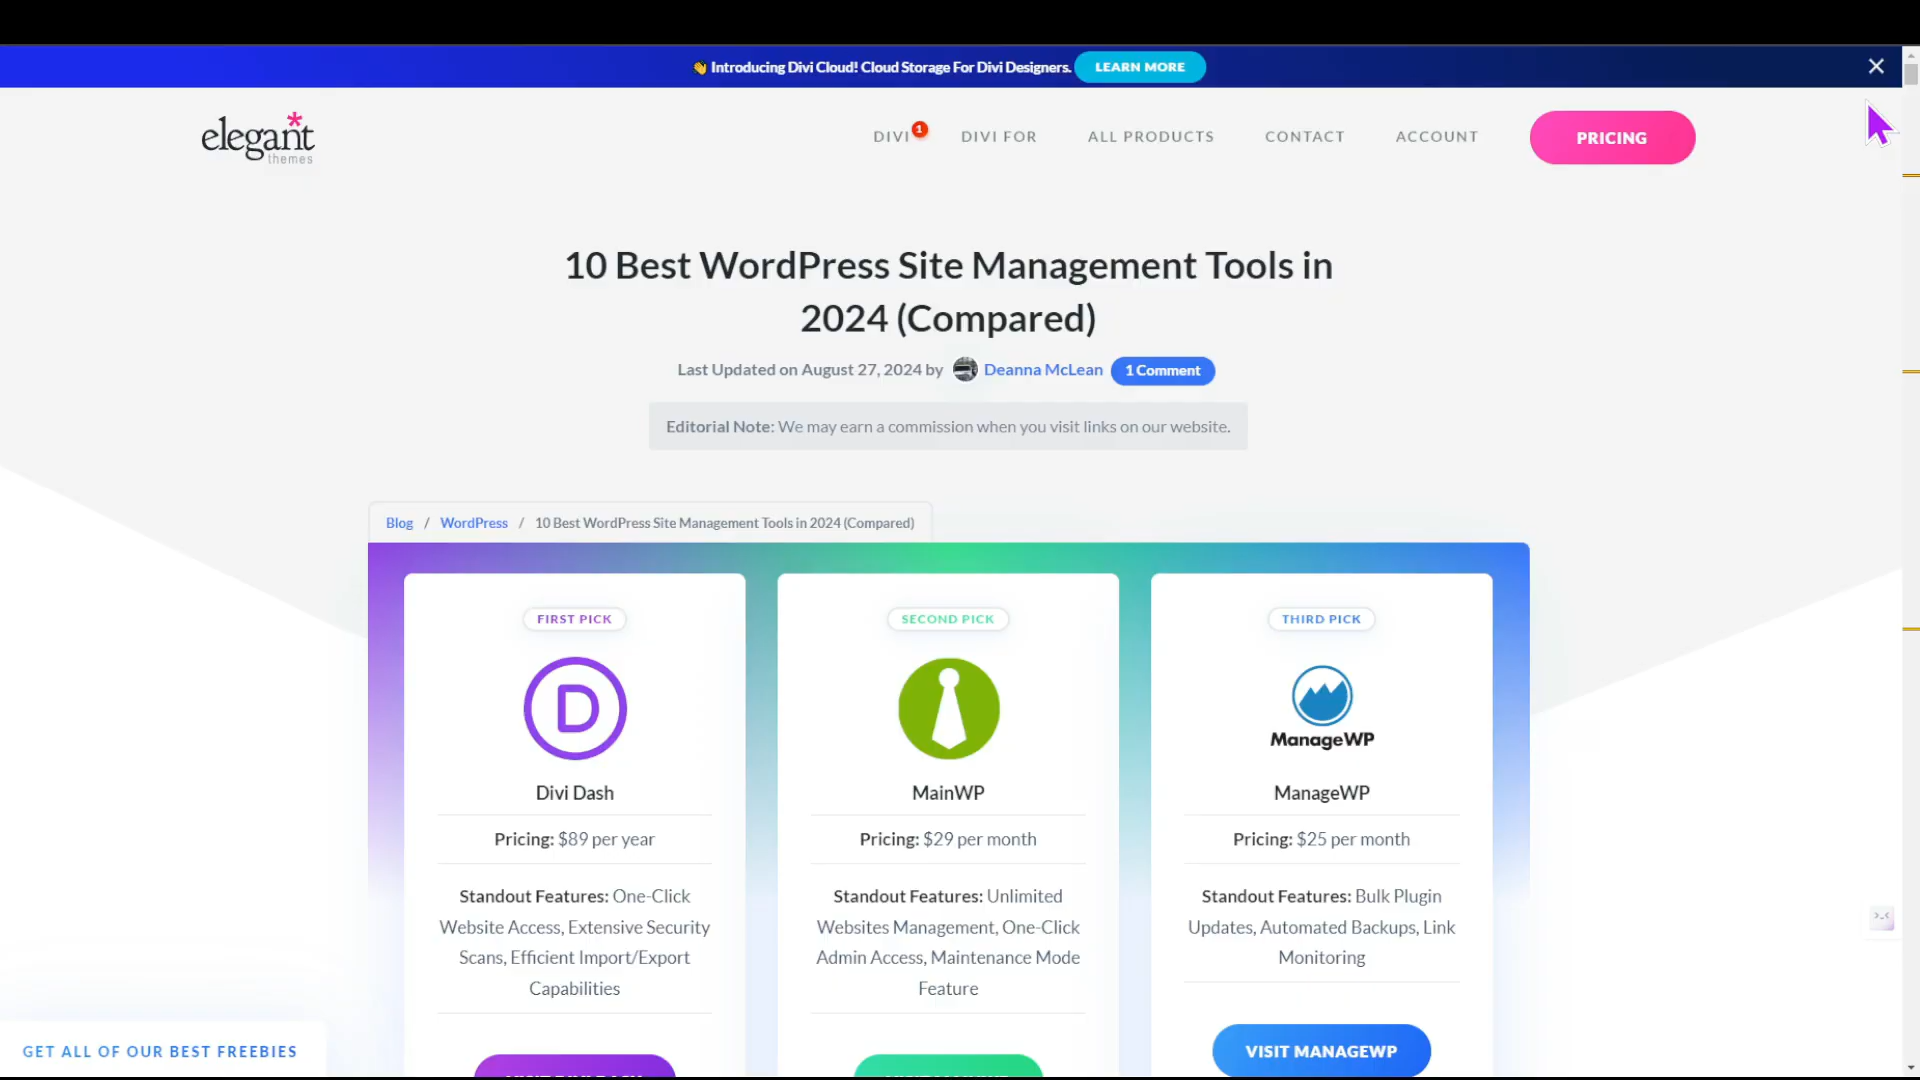 👋 Introducing Divi Cloud! Cloud Storage For Divi Designers. LEARN MORE
elegant themes
DIVI 1 DIVI FOR ALL PRODUCTS CONTACT ACCOUNT PRICING
10 Best WordPress Site Management Tools in
2024 (Compared)
Last Updated on August 27, 2024 by Deanna McLean 1 Comment
Editorial Note: We may earn a commission when you visit links on our website.
Blog / WordPress / 10 Best WordPress Site Management Tools in 2024 (Compared)
FIRST PICK
D
Divi Dash
Pricing: $89 per year
Standout Features: One-Click
Website Access, Extensive Security
Scans, Efficient Import/Export
Capabilities
SECOND PICK
MainWP
Pricing: $29 per month
Standout Features: Unlimited
Websites Management, One-Click
Admin Access, Maintenance Mode
Feature
THIRD PICK
ManageWP
ManageWP
Pricing: $25 per month
Standout Features: Bulk Plugin
Updates, Automated Backups, Link
Monitoring
VISIT MANAGEWP
GET ALL OF OUR BEST FREEBIES